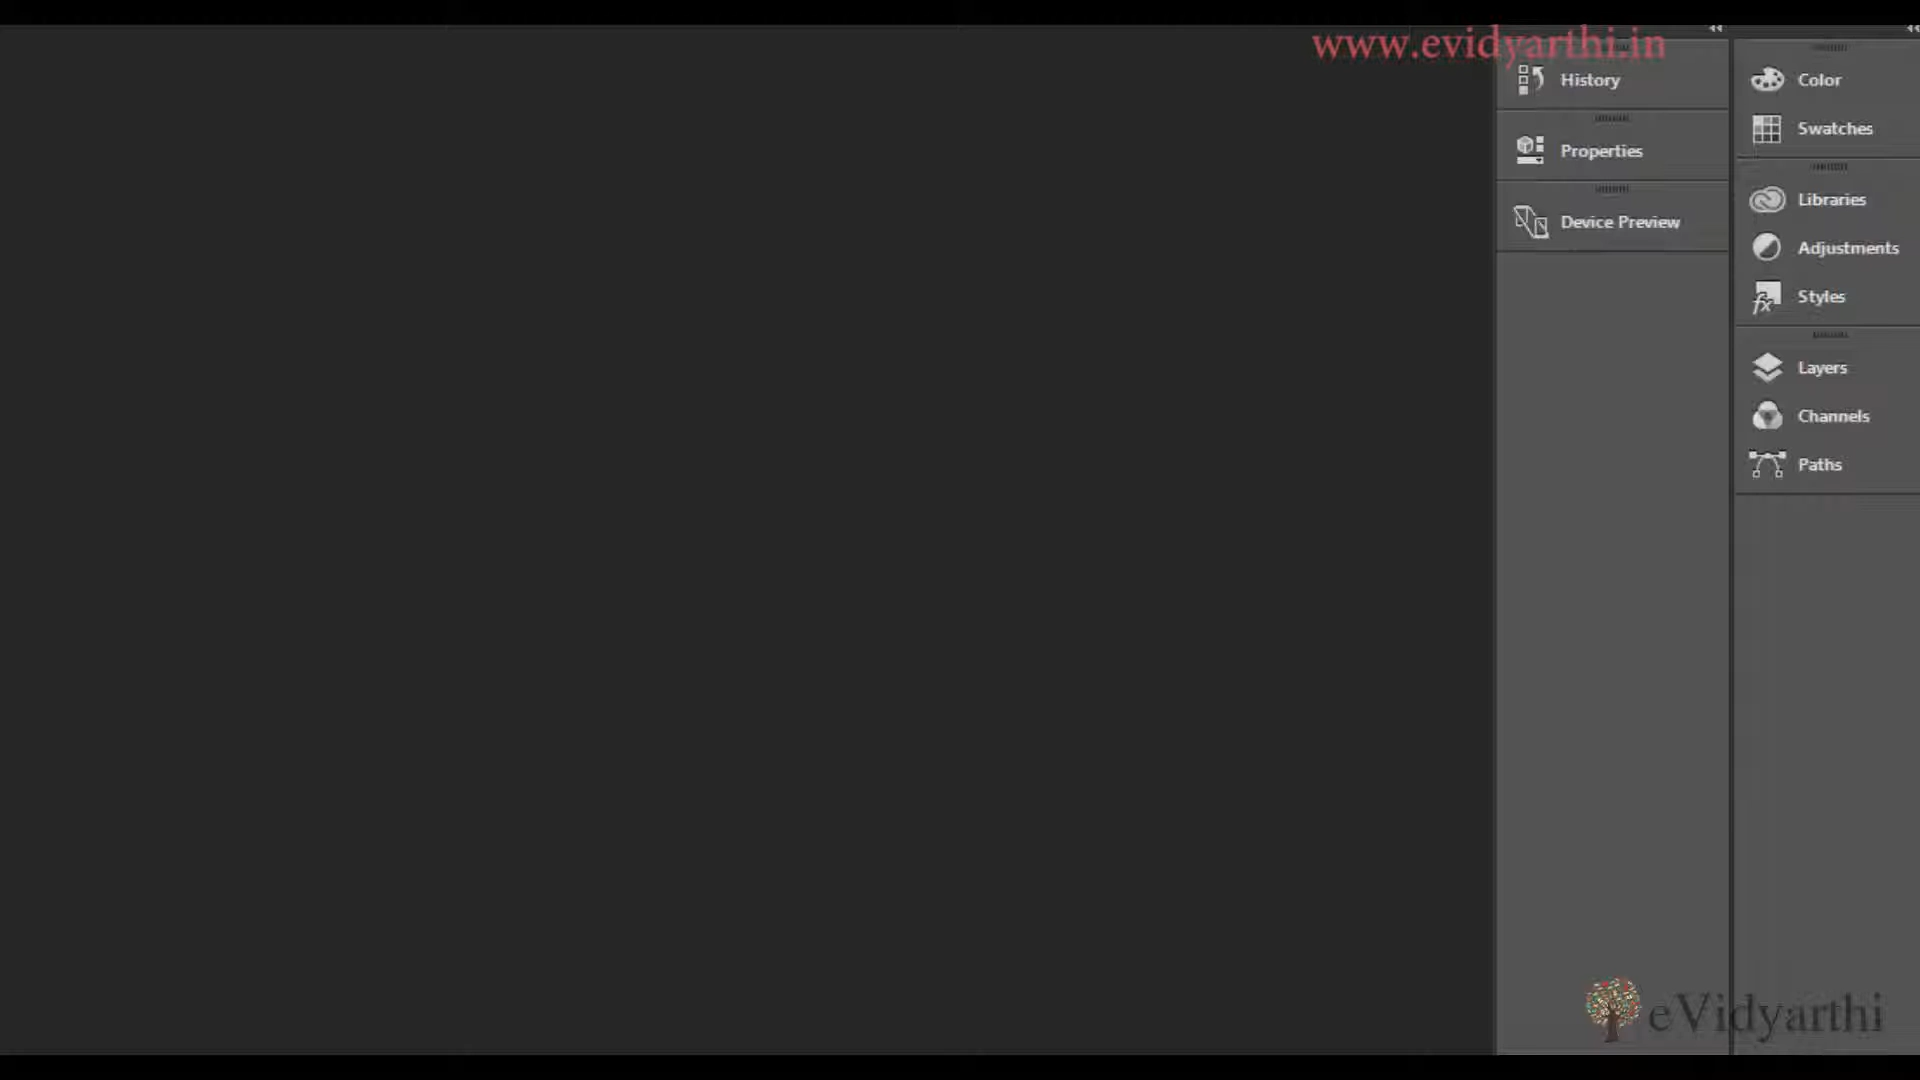 www.evidyarthi.in
History
Properties
Device Preview
Color
Swatches
Libraries
Adjustments
Styles
Layers
Channels
Paths
eVidyarthi